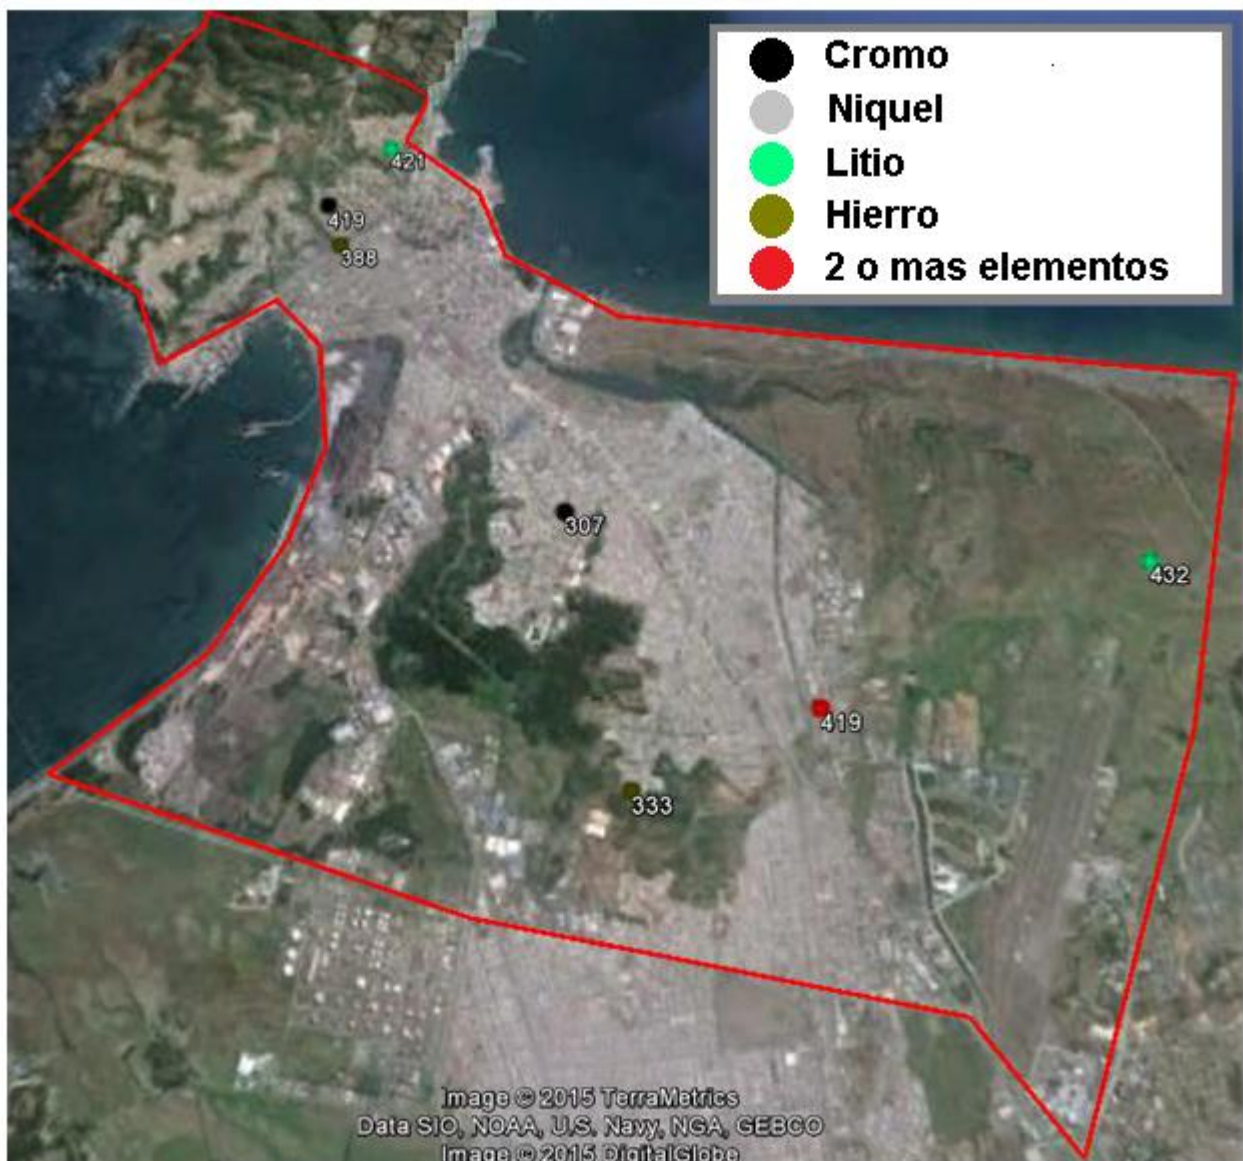 Cromo
Niquel
Litio
Hierro
2 o mas elementos
421
419
388
307
432
419
333
Image © 2015 TerraMetrics
Data SIO, NOAA, U.S. Navy, NGA, GEBCO
Image © 2015 DigitalGlobe